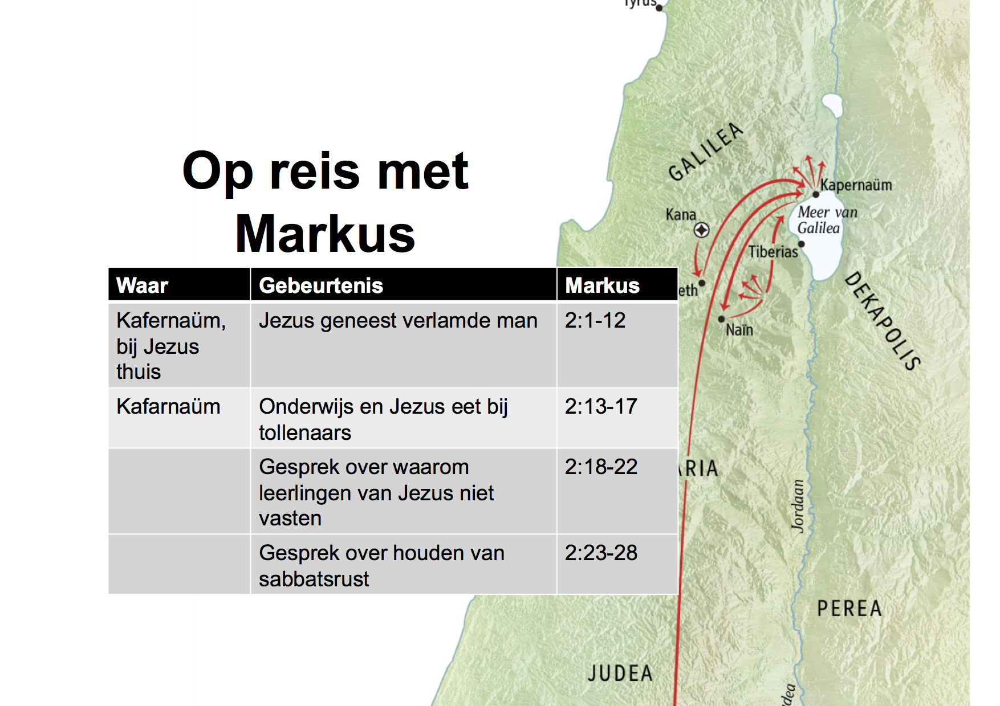 Tyrus
Op reis met
Markus
Waar Gebeurtenis Markus
Kafernaüm,
bij Jezus
thuis
Jezus geneest verlamde man
2:1-12
Kafarnaüm
Onderwijs en Jezus eet bij
tollenaars
2:13-17
Gesprek over waarom
leerlingen van Jezus niet
vasten
2:18-22
Gesprek over houden van
sabbatsrust
2:23-28
GALILEA
Kapernaüm
Kana
Meer van
Galilea
Tiberias
eth
Naïn
DEKAPOLIS
ARIA
Jordaan
PEREA
JUDEA
dea